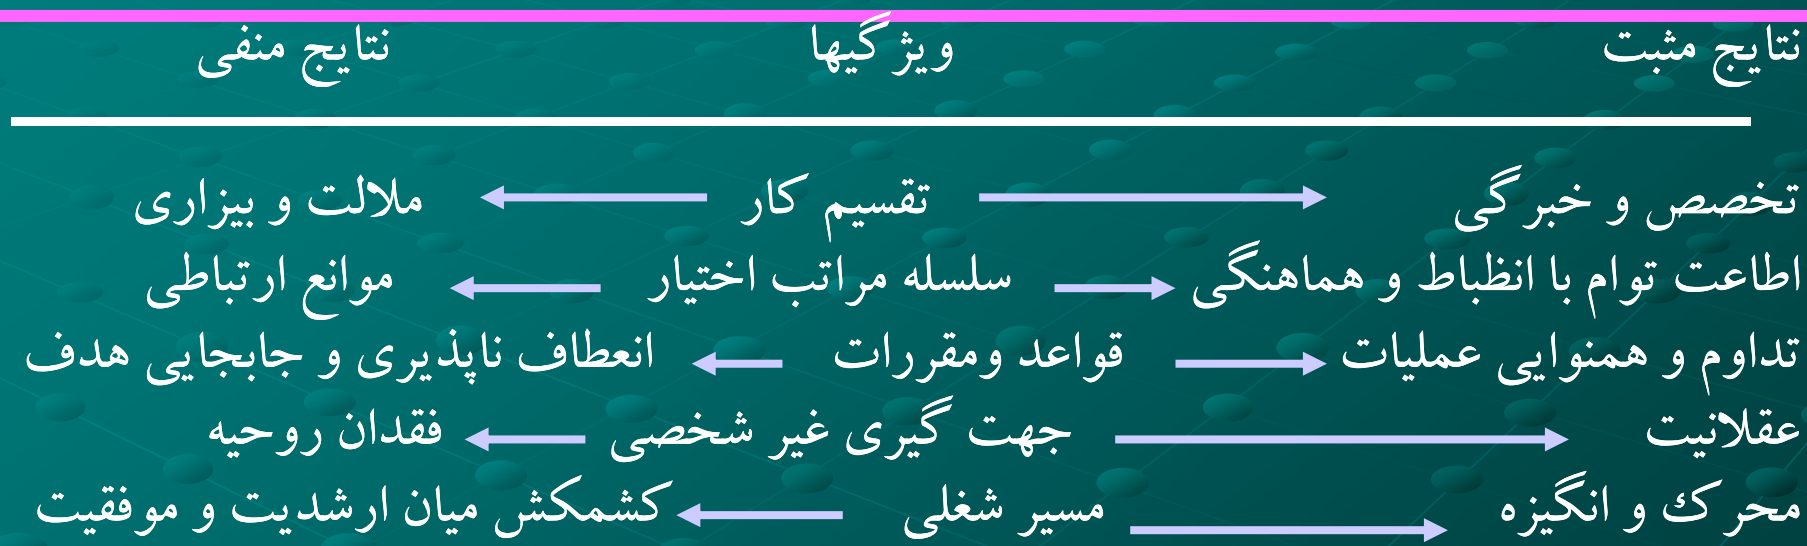 نتایج مثبت ویژگیها نتایج منفی
تخصص و خبرگی تقسیم کار ملالت و بیزاری
اطاعت توام با انظباط و هماهنگی سلسله مراتب اختیار موانع ارتباطی
تداوم و همنوایی عملیات قواعد ومقررات انعطاف ناپذیری و جابجایی هدف
عقلانیت جهت گیری غیر شخصی فقدان روحیه
محرك و انگیزه مسیر شغلی کشمکش میان ارشدیت و موفقیت